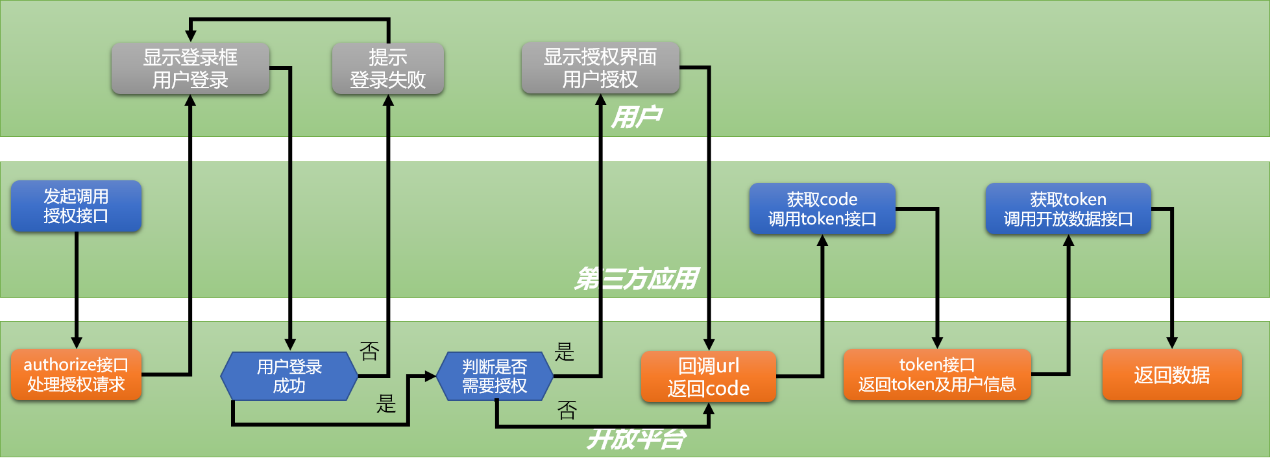 显示登录框
用户登录
提示
登录失败
显示授权界面
用户授权
用户
发起调用
授权接口
获取code
调用token接口
获取token
调用开放数据接口
第三方应用
authorize接口
处理授权请求
用户登录
成功
否
是
判断是否
需要授权
是
否
回调url
返回code
token接口
返回token及用户信息
返回数据
开放平台